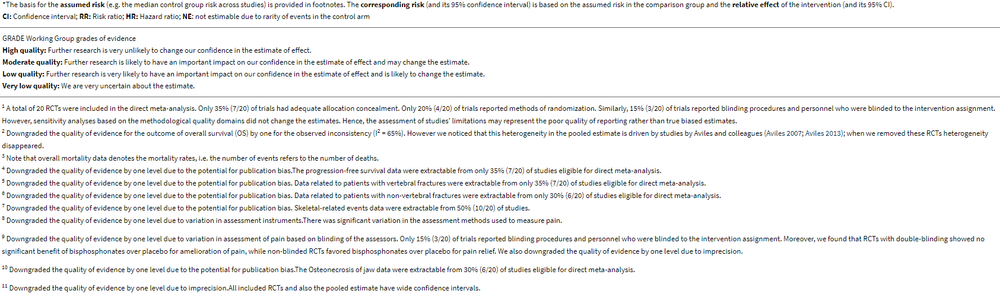 *The basis for the assumed risk (e.g. the median control group risk across studies) is provided in footnotes. The corresponding risk (and its 95% confidence interval) is based on the assumed risk in the comparison group and the relative effect of the intervention (and its 95% CI).
CI: Confidence interval; RR: Risk ratio; HR: Hazard ratio; NE: not estimable due to rarity of events in the control arm
GRADE Working Group grades of evidence
High quality: Further research is very unlikely to change our confidence in the estimate of effect.
Moderate quality: Further research is likely to have an important impact on our confidence in the estimate of effect and may change the estimate.
Low quality: Further research is very likely to have an important impact on our confidence in the estimate of effect and is likely to change the estimate.
Very low quality: We are very uncertain about the estimate.
1 A total of 20 RCTs were included in the direct meta-analysis. Only 35% (7/20) of trials had adequate allocation concealment. Only 20% (4/20) of trials reported methods of randomization. Similarly, 15% (3/20) of trials reported blinding procedures and personnel who were blinded to the intervention assignment.
However, sensitivity analyses based on the methodological quality domains did not change the estimates. Hence, the assessment of studies' limitations may represent the poor quality of reporting rather than true biased estimates.
2 Downgraded the quality of evidence for the outcome of overall survival (OS) by one for the observed inconsistency (I2 = 65%). However we noticed that this heterogeneity in the pooled estimate is driven by studies by Aviles and colleagues (Aviles 2007; Aviles 2013); when we removed these RCTs heterogeneity
disappeared.
3 Note that overall mortality data denotes the mortality rates, i.e. the number of events refers to the number of deaths.
4 Downgraded the quality of evidence by one level due to the potential for publication bias.The progression-free survival data were extractable from only 35% (7/20) of studies eligible for direct meta-analysis.
5 Downgraded the quality of evidence by one level due to the potential for publication bias. Data related to patients with vertebral fractures were extractable from only 35% (7/20) of studies eligible for direct meta-analysis.
6 Downgraded the quality of evidence by one level due to the potential for publication bias. Data related to patients with non-vertebral fractures were extractable from only 30% (6/20) of studies eligible for direct meta-analysis.
7 Downgraded the quality of evidence by one level due to the potential for publication bias. Skeletal-related events data were extractable from 50% (10/20) of studies.
8 Downgraded the quality of evidence by one level due to variation in assessment instruments.There was significant variation in the assessment methods used to measure pain.
9 Downgraded the quality of evidence by one level due to variation in assessment of pain based on blinding of the assessors. Only 15% (3/20) of trials reported blinding procedures and personnel who were blinded to the intervention assignment. Moreover, we found that RCTs with double-blinding showed no
significant benefit of bisphosphonates over placebo for amelioration of pain, while non-blinded RCTs favored bisphosphonates over placebo for pain relief. We also downgraded the quality of evidence by one level due to imprecision.
10 Downgraded the quality of evidence by one level due to the potential for publication bias.The Osteonecrosis of jaw data were extractable from 30% (6/20) of studies eligible for direct meta-analysis.
11 Downgraded the quality of evidence by one level due to imprecision.All included RCTs and also the pooled estimate have wide confidence intervals.